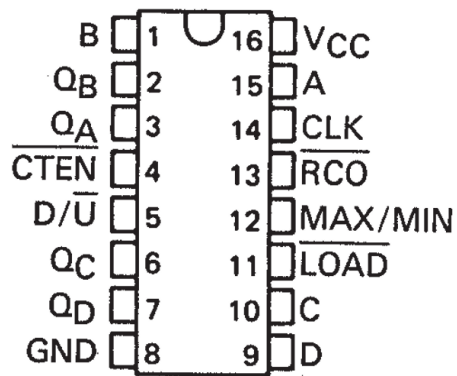 B 1 16 VCC
QB 2 15 A
QA 3 14 CLK
CTEN 4 13 RCO
D/U 5 12 MAX/MIN
QC 6 11 LOAD
QD 7 10 C
GND 8 9 D